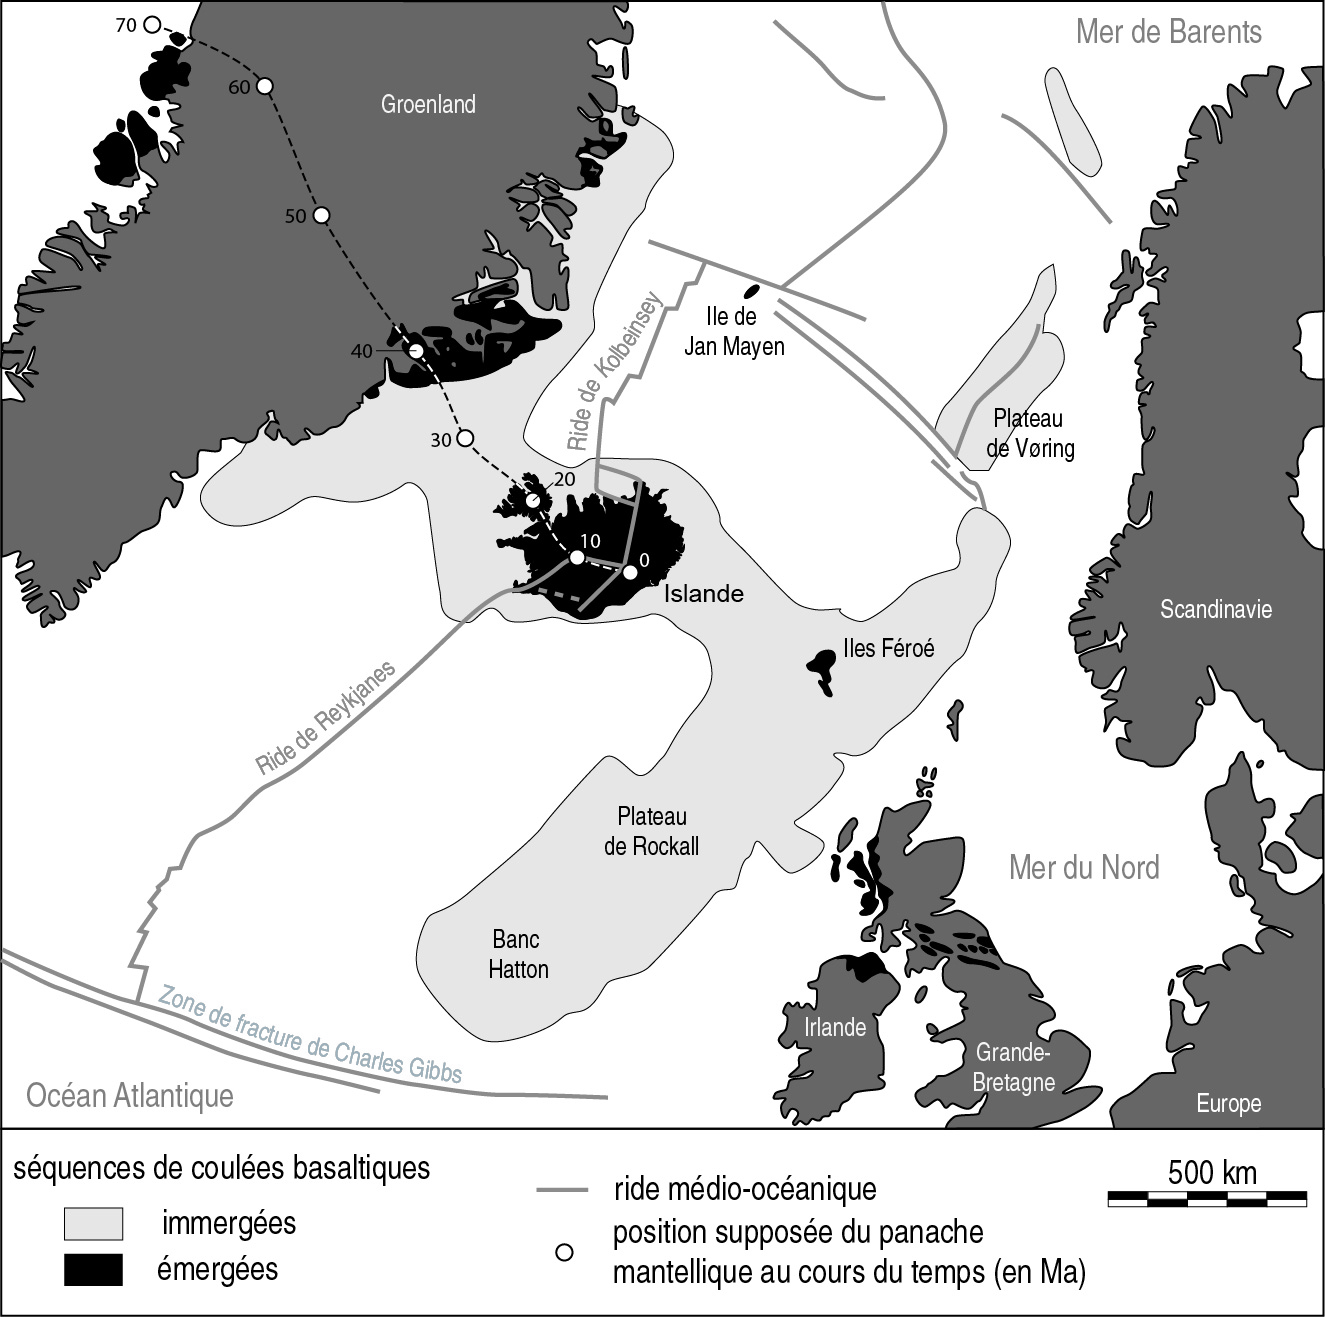 70
Mer de Barents
60
Groenland
50
Ile de
Jan Mayen
40
Ride de Kolbeinsey
Plateau
de Vøring
30
20
10
0
Islande
Scandinavie
Iles Féroé
Ride de Reykjanes
Plateau
de Rockall
Mer du Nord
Banc
Hatton
Zone de fracture de Charles Gibbs
Irlande
Grande-
Bretagne
Océan Atlantique
Europe
séquences de coulées basaltiques
immergées
émergées
ride médio-océanique
position supposée du panache
mantellique au cours du temps (en Ma)
500 km